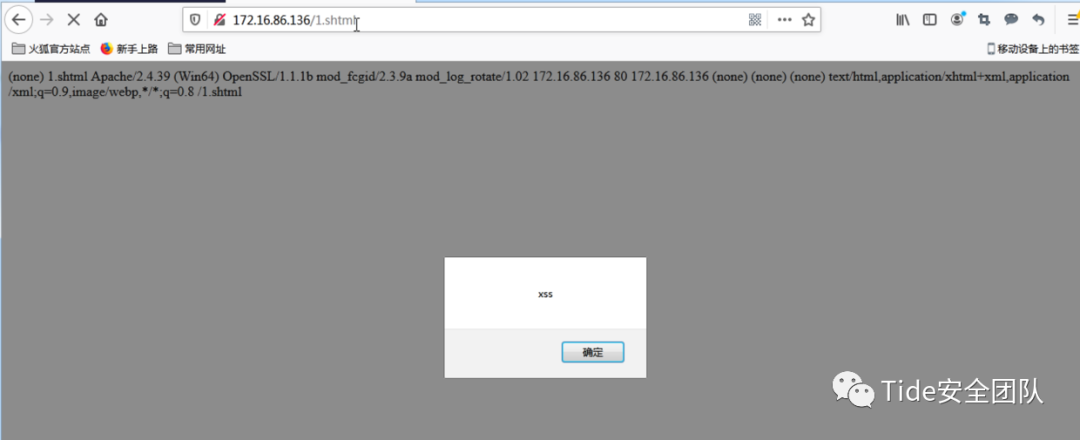 172.16.86.136/1.shtml
火狐官方站点 新手上路 常用网址 移动设备上的书签
(none) 1.shtml Apache/2.4.39 (Win64) OpenSSL/1.1.1b mod_fcgid/2.3.9a mod_log_rotate/1.02 172.16.86.136 80 172.16.86.136 (none) (none) (none) text/html,application/xhtml+xml,application
/xml;q=0.9,image/webp,*/*;q=0.8 /1.shtml
xss
确定
Tide安全团队